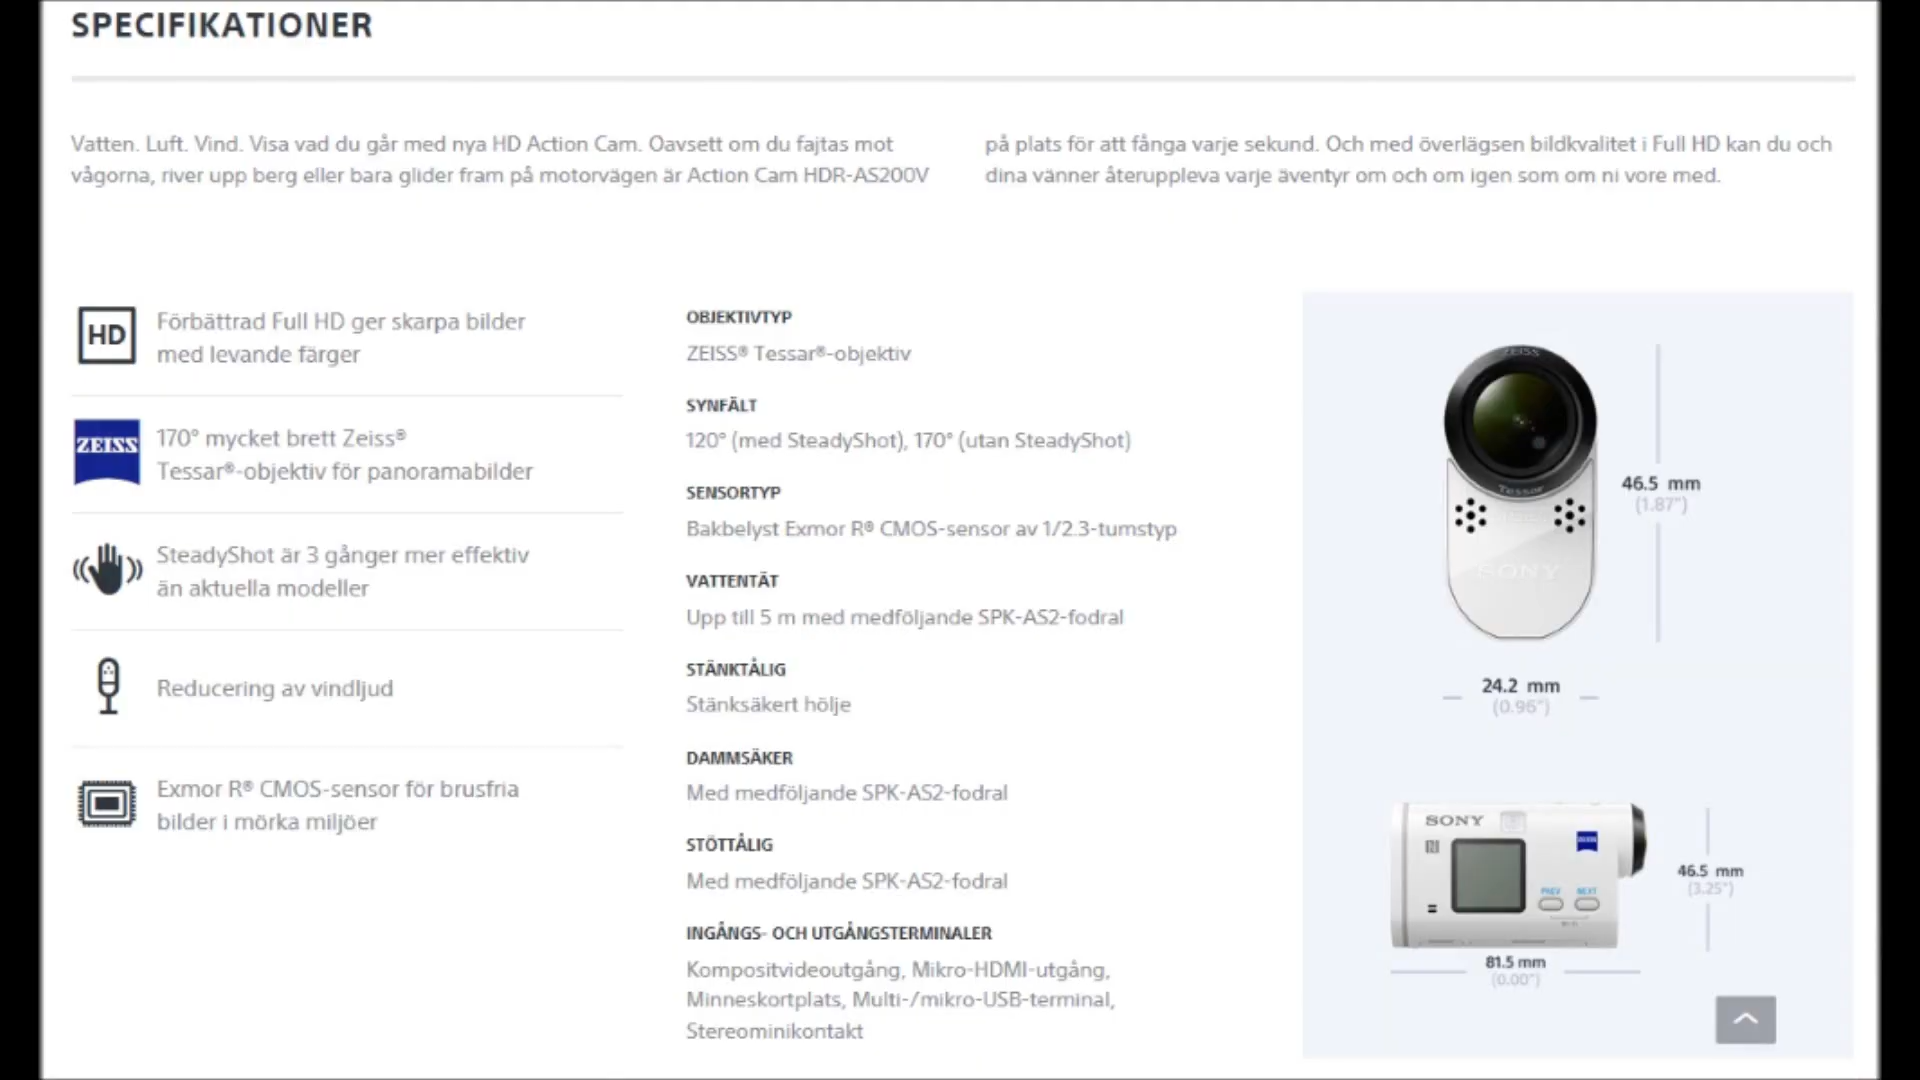 SPECIFIKATIONER
Vatten. Luft. Vind. Visa vad du går med nya HD Action Cam. Oavsett om du fajtas mot
vågorna, river upp berg eller bara glider fram på motorvägen är Action Cam HDR-AS200V
på plats för att fånga varje sekund. Och med överlägsen bildkvalitet i Full HD kan du och
dina vänner återuppleva varje äventyr om och om igen som om ni vore med.
HD
Förbättrad Full HD ger skarpa bilder
med levande färger
ZEISS
170° mycket brett Zeiss®
Tessar®-objektiv för panoramabilder
SteadyShot är 3 gånger mer effektiv
än aktuella modeller
Reducering av vindljud
Exmor R® CMOS-sensor för brusfria
bilder i mörka miljöer
OBJEKTIVTYP
ZEISS® Tessar®-objektiv
SYNFÄLT
120° (med SteadyShot), 170° (utan SteadyShot)
SENSORTYP
Bakbelyst Exmor R® CMOS-sensor av 1/2.3-tumstyp
VATTENTÄT
Upp till 5 m med medföljande SPK-AS2-fodral
STÄNKTÅLIG
Stänksäkert hölje
DAMMSÄKER
Med medföljande SPK-AS2-fodral
STÖTTÅLIG
Med medföljande SPK-AS2-fodral
INGÅNGS- OCH UTGÅNGSTERMINALER
Kompositvideoutgång, Mikro-HDMI-utgång,
Minneskortplats, Multi-/mikro-USB-terminal,
Stereominikontakt
ZEISS
Tessar
SONY
46.5 mm
(1.87")
24.2 mm
(0.96")
SONY
ZEISS
PREV NEXT
Wi-Fi
46.5 mm
(3.25")
81.5 mm
(0.00")